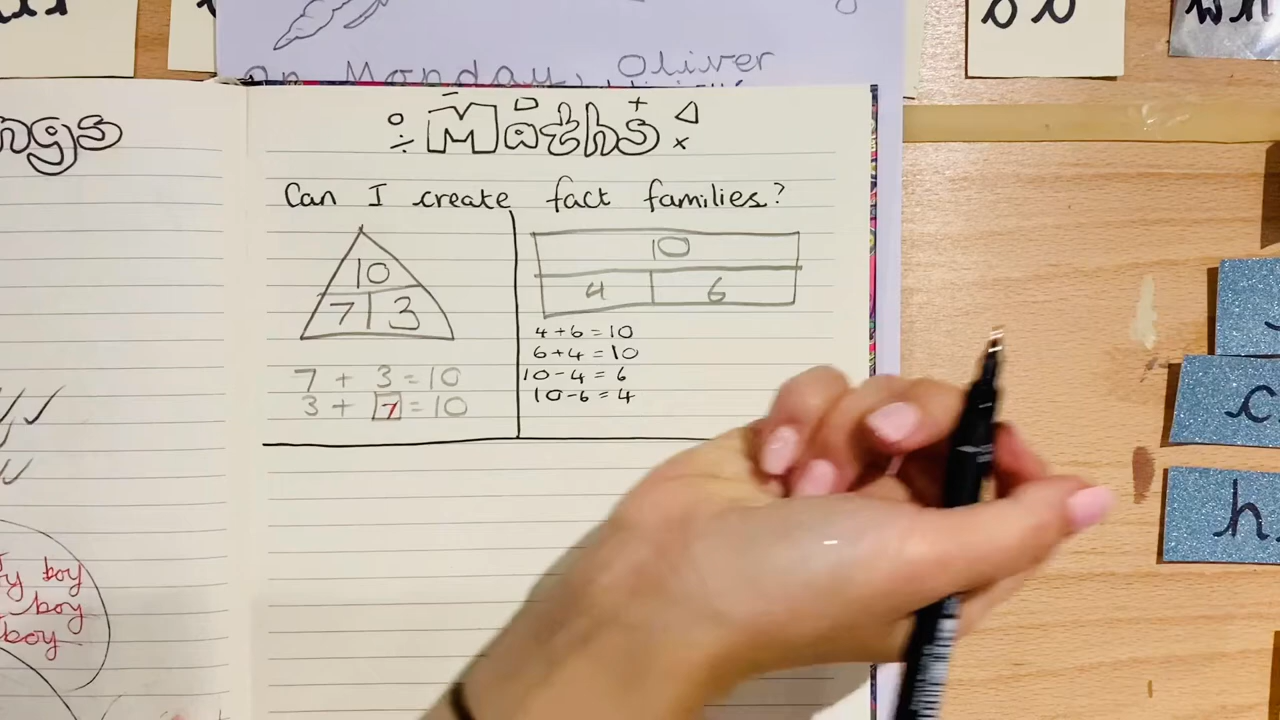 on Monday, Oliver
ngs
÷ Maths + ×
Can I create fact families?
10
7 3
7 + 3 = 10
3 + 7 = 10
10
4 6
4+6=10
6+4=10
10-4=6
10-6=4
y boy
boy
boy
c
h